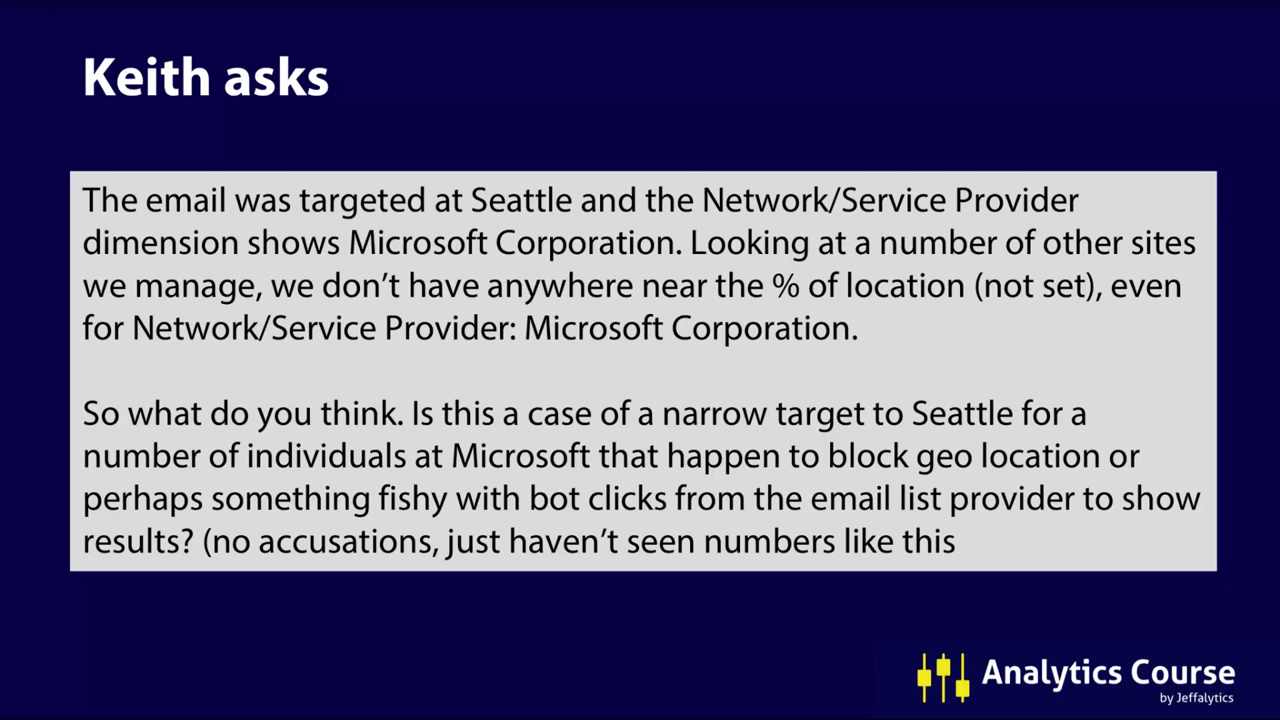 Keith asks
The email was targeted at Seattle and the Network/Service Provider
dimension shows Microsoft Corporation. Looking at a number of other sites
we manage, we don’t have anywhere near the % of location (not set), even
for Network/Service Provider: Microsoft Corporation.
So what do you think. Is this a case of a narrow target to Seattle for a
number of individuals at Microsoft that happen to block geo location or
perhaps something fishy with bot clicks from the email list provider to show
results? (no accusations, just haven’t seen numbers like this
Analytics Course
by Jeffalytics